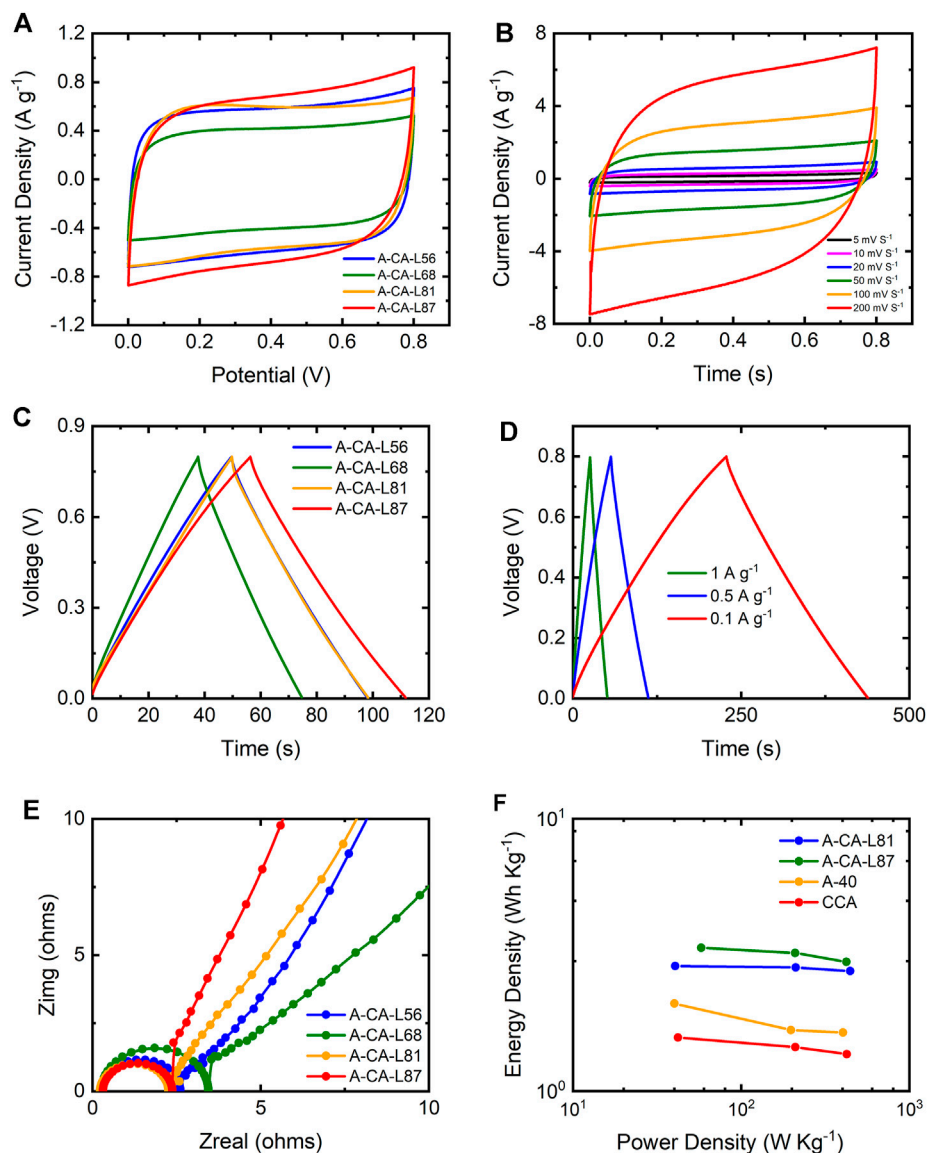 A
Current Density (A g⁻¹)
1.2
0.8
0.4
0.0
-0.4
-0.8
-1.2
0.0 0.2 0.4 0.6 0.8
Potential (V)
A-CA-L56
A-CA-L68
A-CA-L81
A-CA-L87
B
Current Density (A g⁻¹)
8
4
0
-4
-8
0.0 0.2 0.4 0.6 0.8
Time (s)
5 mV S⁻¹
10 mV S⁻¹
20 mV S⁻¹
50 mV S⁻¹
100 mV S⁻¹
200 mV S⁻¹
C
Voltage (V)
0.9
0.6
0.3
0.0
0 20 40 60 80 100 120
Time (s)
A-CA-L56
A-CA-L68
A-CA-L81
A-CA-L87
D
Voltage (V)
1.0
0.8
0.6
0.4
0.2
0.0
0 250 500
Time (s)
1 A g⁻¹
0.5 A g⁻¹
0.1 A g⁻¹
E
Zimg (ohms)
10
5
0
0 5 10
Zreal (ohms)
A-CA-L56
A-CA-L68
A-CA-L81
A-CA-L87
F
Energy Density (Wh Kg⁻¹)
10¹
10⁰
10¹ 10² 10³
Power Density (W Kg⁻¹)
A-CA-L81
A-CA-L87
A-40
CCA